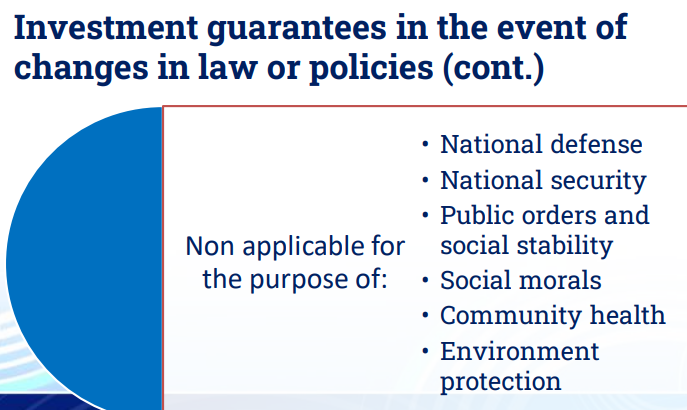 Investment guarantees in the event of
changes in law or policies (cont.)
Non applicable for
the purpose of:
• National defense
• National security
• Public orders and
social stability
• Social morals
• Community health
• Environment
protection